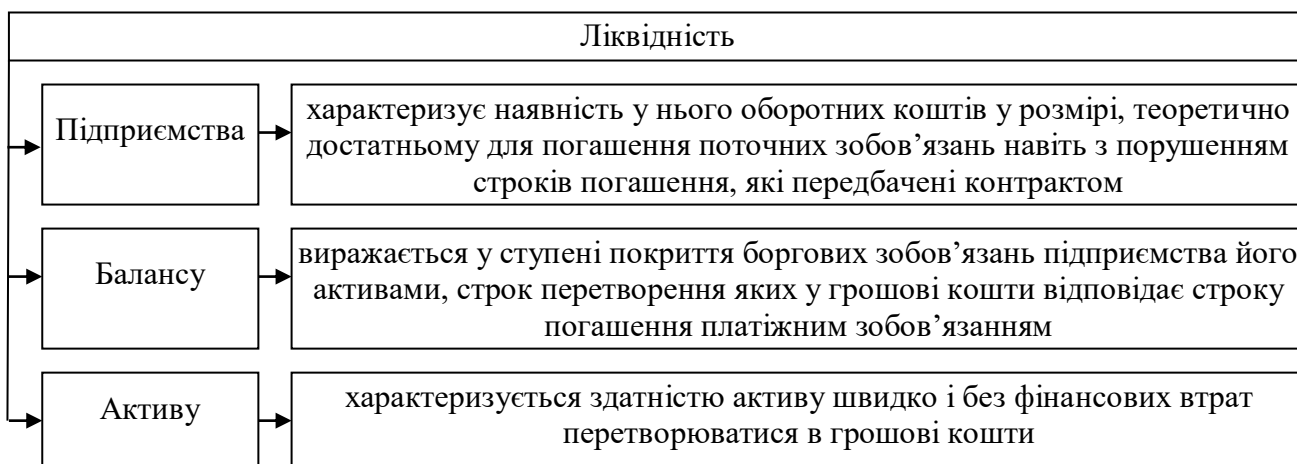 Ліквідність
Підприємства
характеризує наявність у нього оборотних коштів у розмірі, теоретично
достатньому для погашення поточних зобов’язань навіть з порушенням
строків погашення, які передбачені контрактом
Балансу
виражається у ступені покриття боргових зобов’язань підприємства його
активами, строк перетворення яких у грошові кошти відповідає строку
погашення платіжним зобов’язанням
Активу
характеризується здатністю активу швидко і без фінансових втрат
перетворюватися в грошові кошти